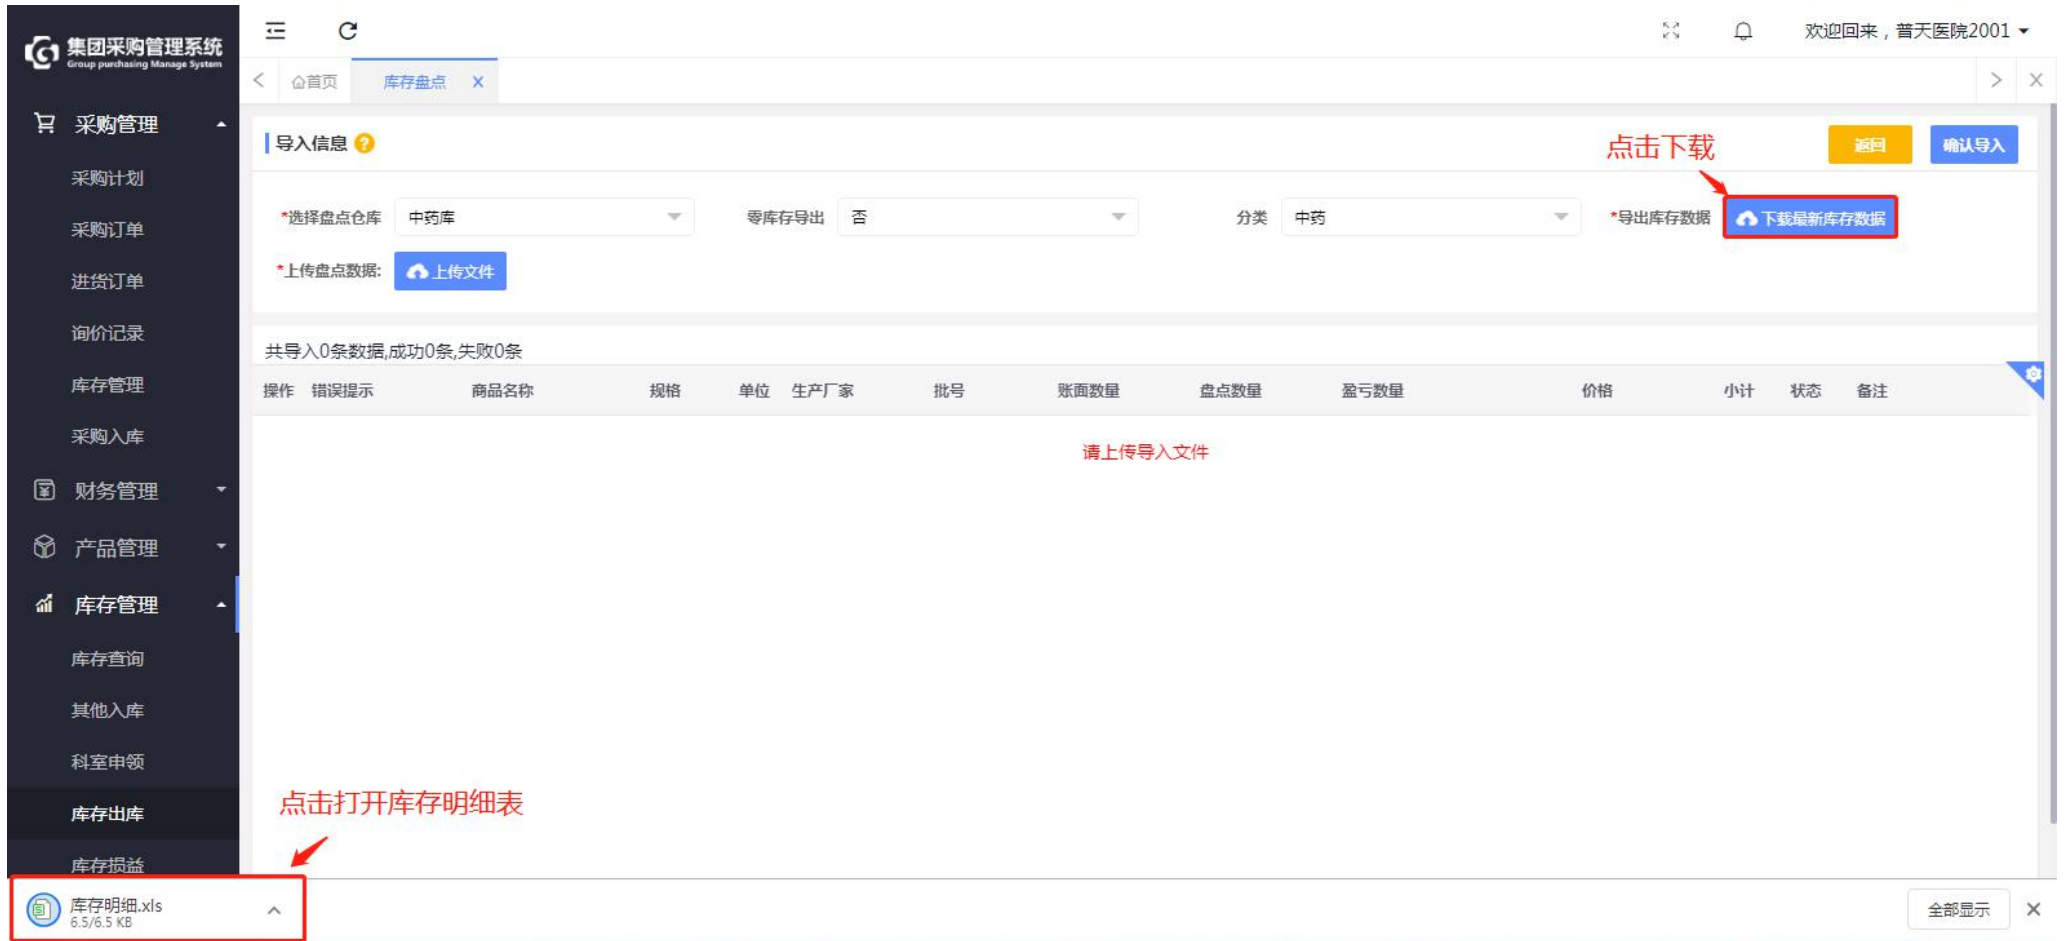 集团采购管理系统
Group purchasing Manage System
欢迎回来，普天医院2001
首页
库存盘点
采购管理
采购计划
采购订单
进货订单
询价记录
库存管理
采购入库
财务管理
产品管理
库存管理
库存查询
其他入库
科室申领
库存出库
库存损益
导入信息
点击下载
返回
确认导入
*选择盘点仓库 中药库 零库存导出 否 分类 中药 *导出库存数据 下载最新库存数据
*上传盘点数据: 上传文件
共导入0条数据,成功0条,失败0条
操作 错误提示 商品名称 规格 单位 生产厂家 批号 账面数量 盘点数量 盈亏数量 价格 小计 状态 备注
请上传导入文件
点击打开库存明细表
库存明细.xls
6.5/6.5 KB
全部显示